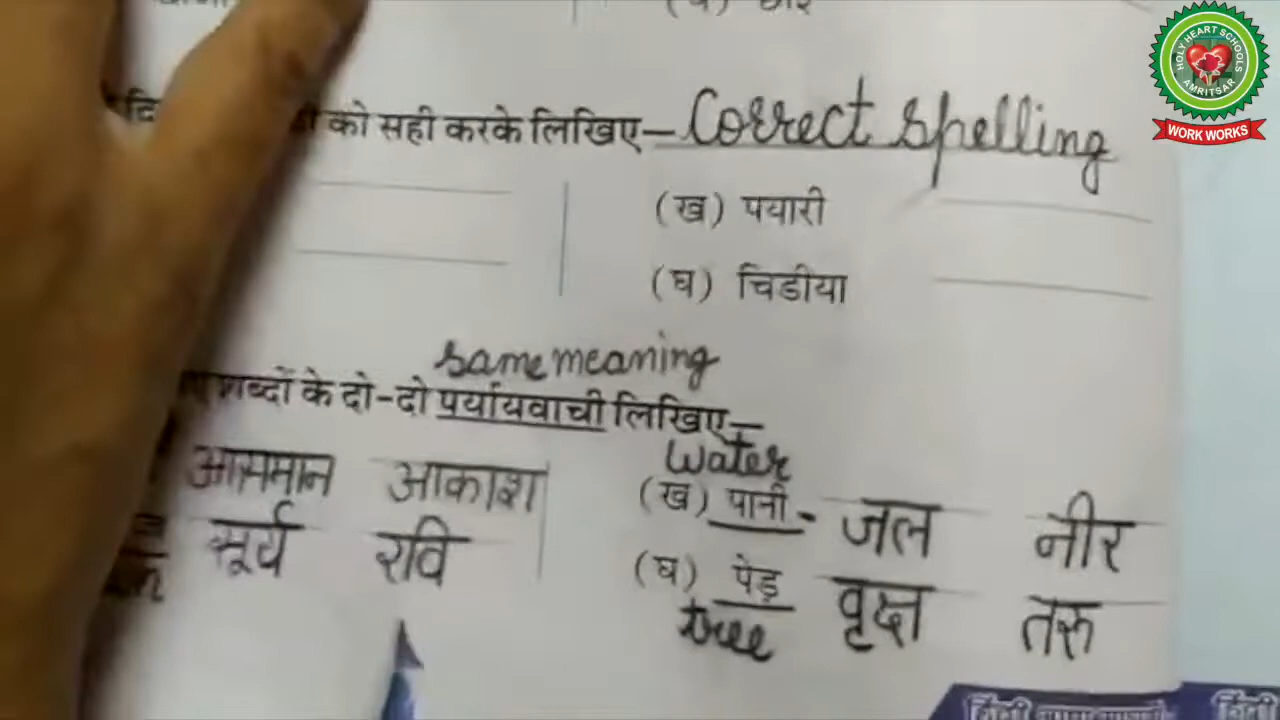 को सही करके लिखिए— Correct Spelling
(ख) पयारी
(घ) चिडीया
same meaning
शब्दों के दो-दो पर्यायवाची लिखिए—
water
आसमान आकाश (ख) पानी - जल नीर
सूर्य रवि (घ) पेड़ वृक्ष तरु
tree
HOLY HEART SCHOOLS
AMRITSAR
WORK WORKS